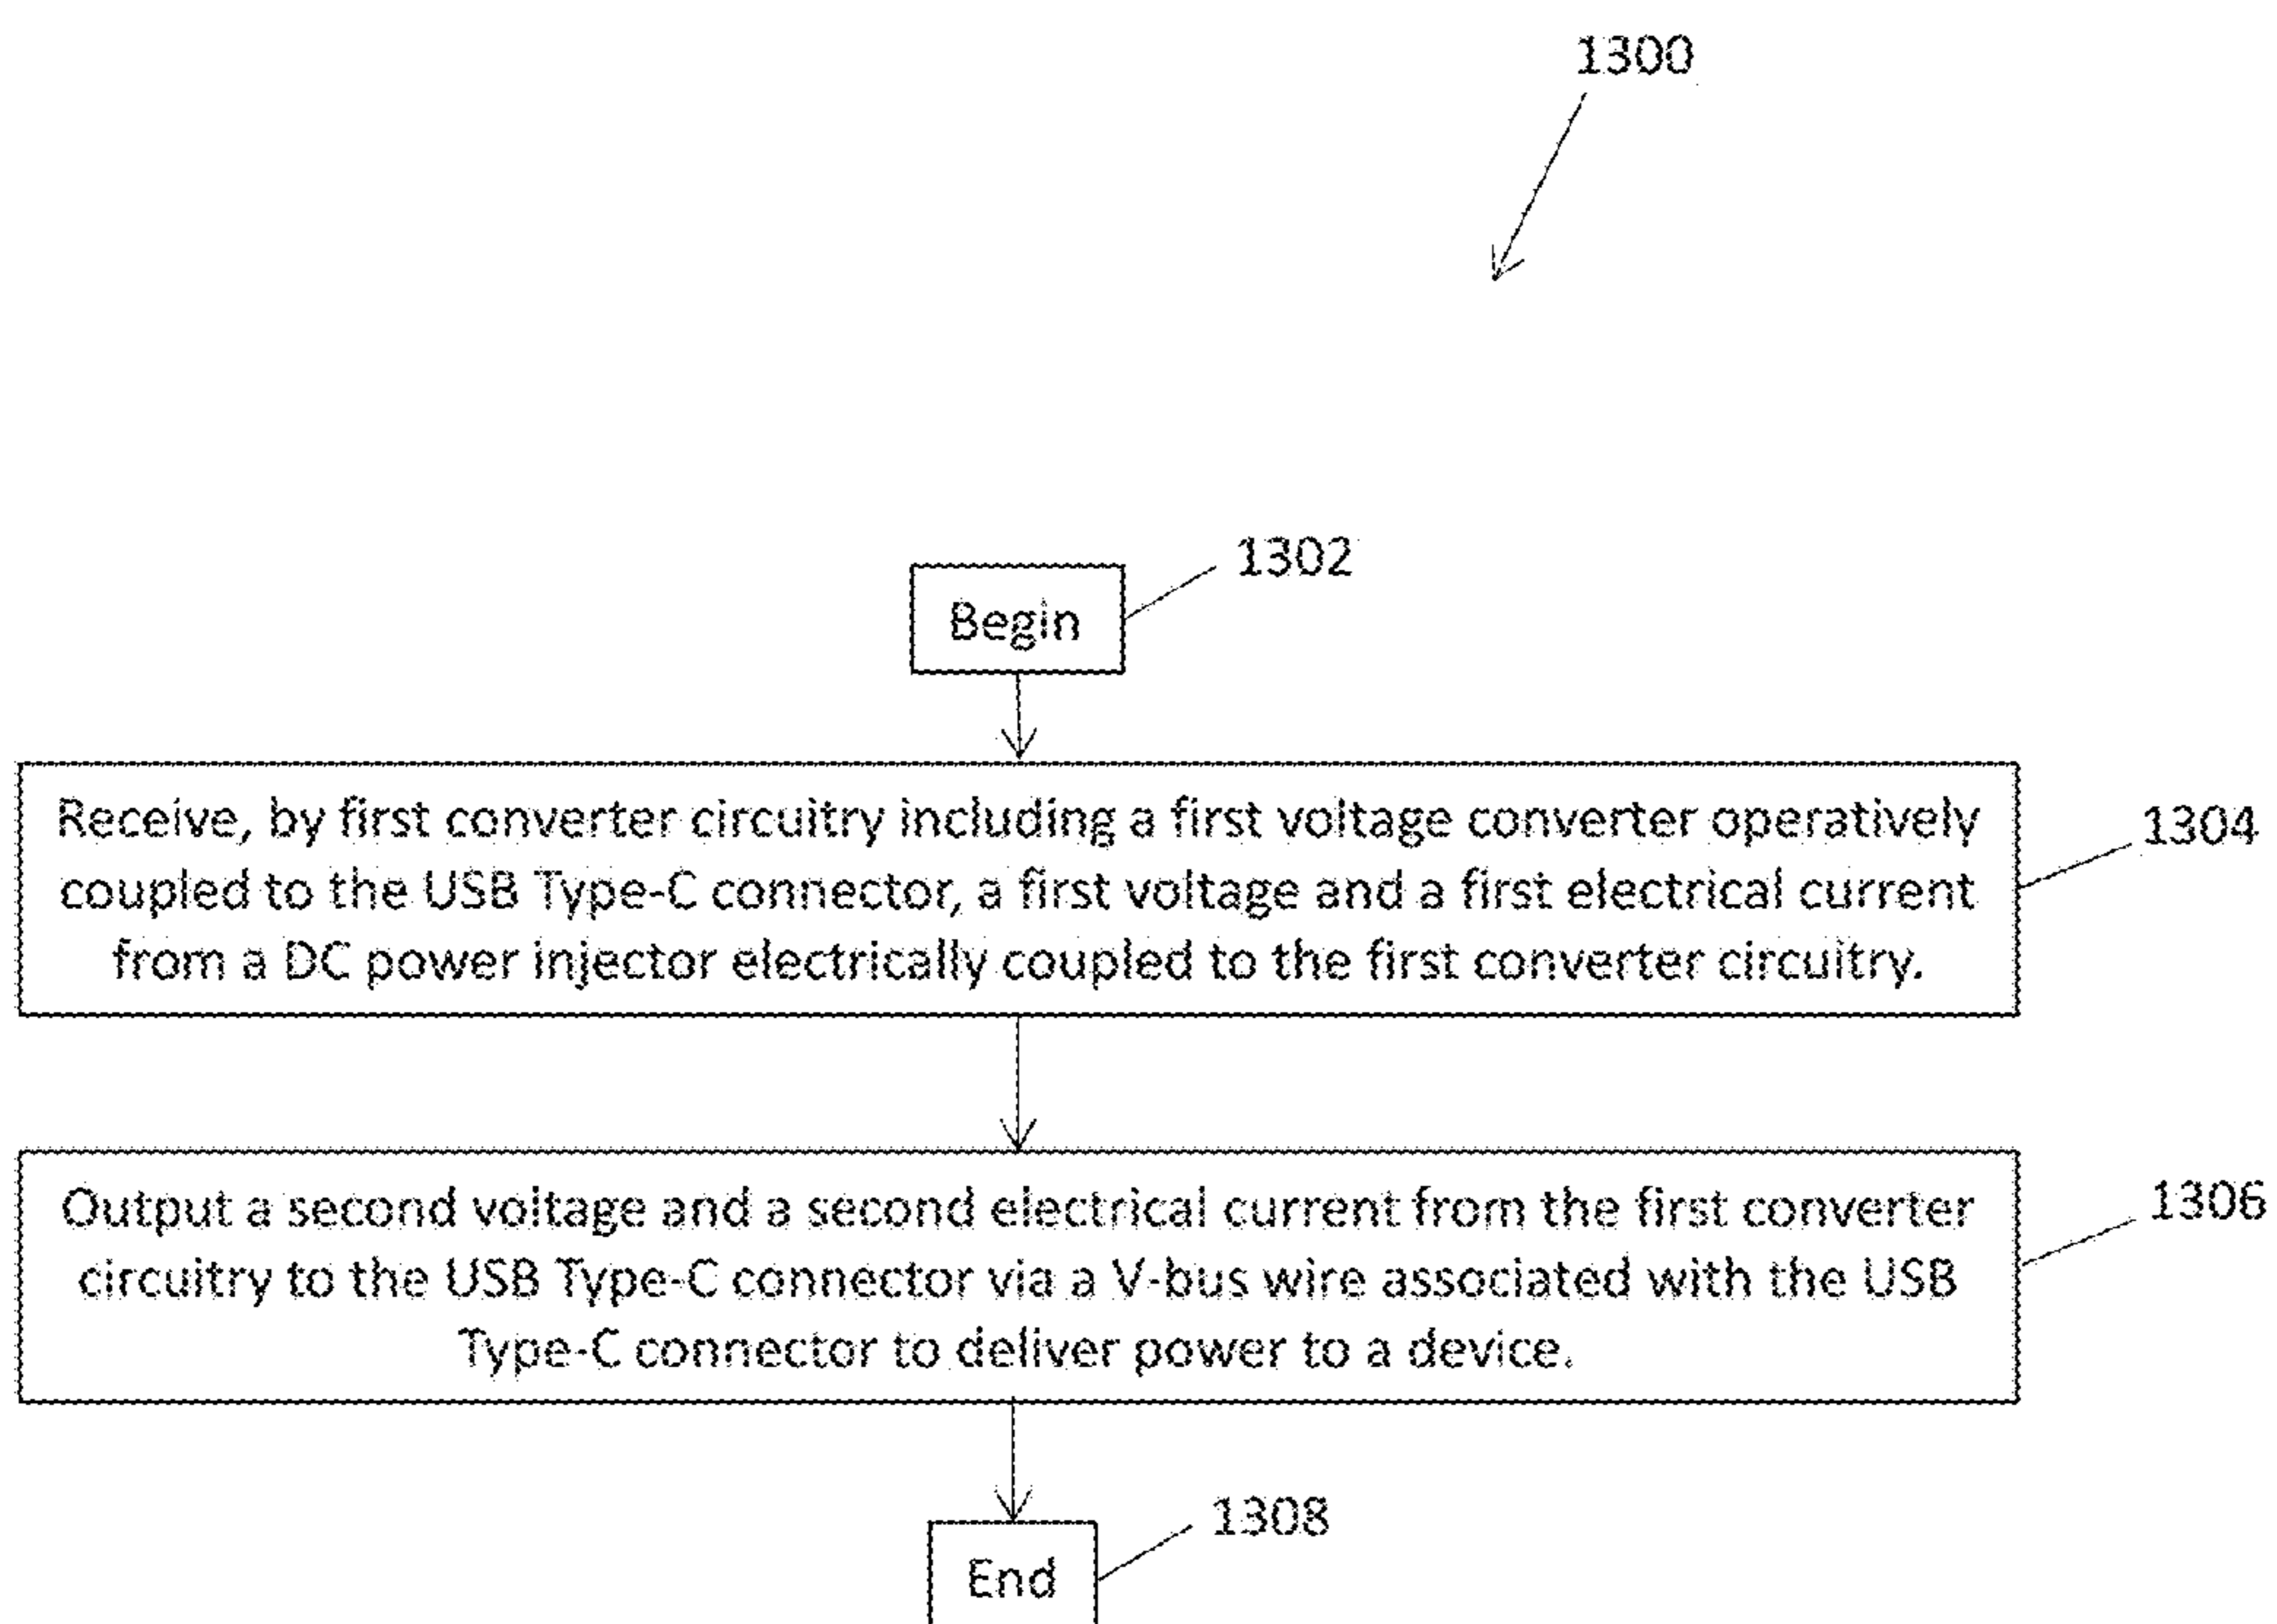 1300
1302
Begin
Receive, by first converter circuitry including a first voltage converter operatively
coupled to the USB Type-C connector, a first voltage and a first electrical current
from a DC power injector electrically coupled to the first converter circuitry.
1304
Output a second voltage and a second electrical current from the first converter
circuitry to the USB Type-C connector via a V-bus wire associated with the USB
Type-C connector to deliver power to a device.
1306
1308
End